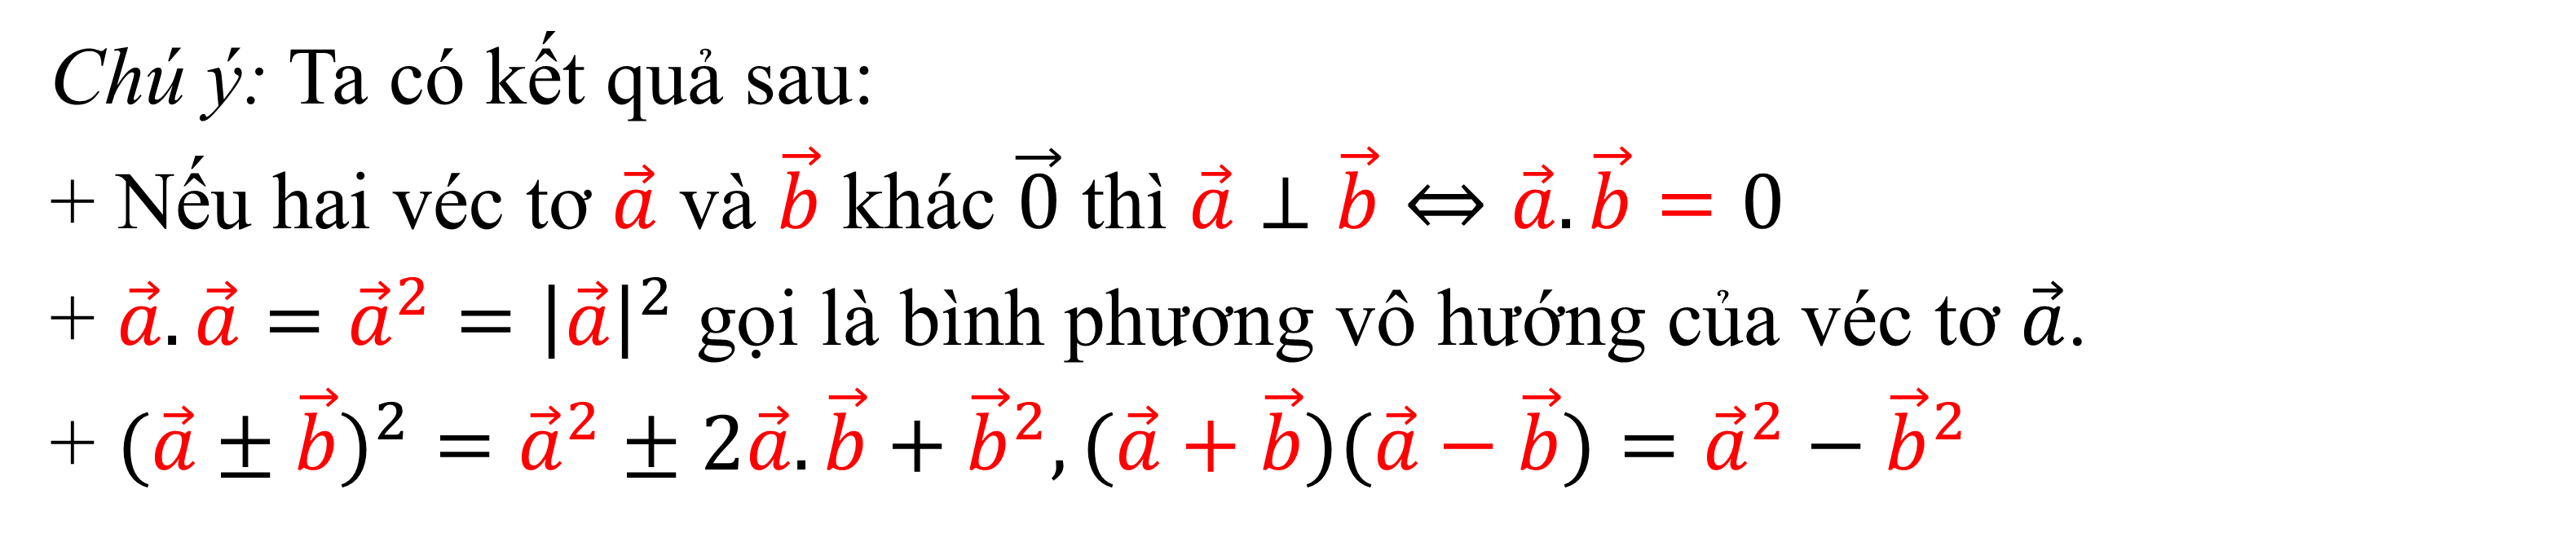 Chú ý: Ta có kết quả sau:
+ Nếu hai véc tơ a⃗ và b⃗ khác 0⃗ thì a⃗ ⊥ b⃗ ⇔ a⃗. b⃗ = 0
+ a⃗. a⃗ = a⃗² = |a⃗|² gọi là bình phương vô hướng của véc tơ a⃗.
+ (a⃗ ± b⃗)² = a⃗² ± 2a⃗. b⃗ + b⃗², (a⃗ + b⃗)(a⃗ − b⃗) = a⃗² − b⃗²